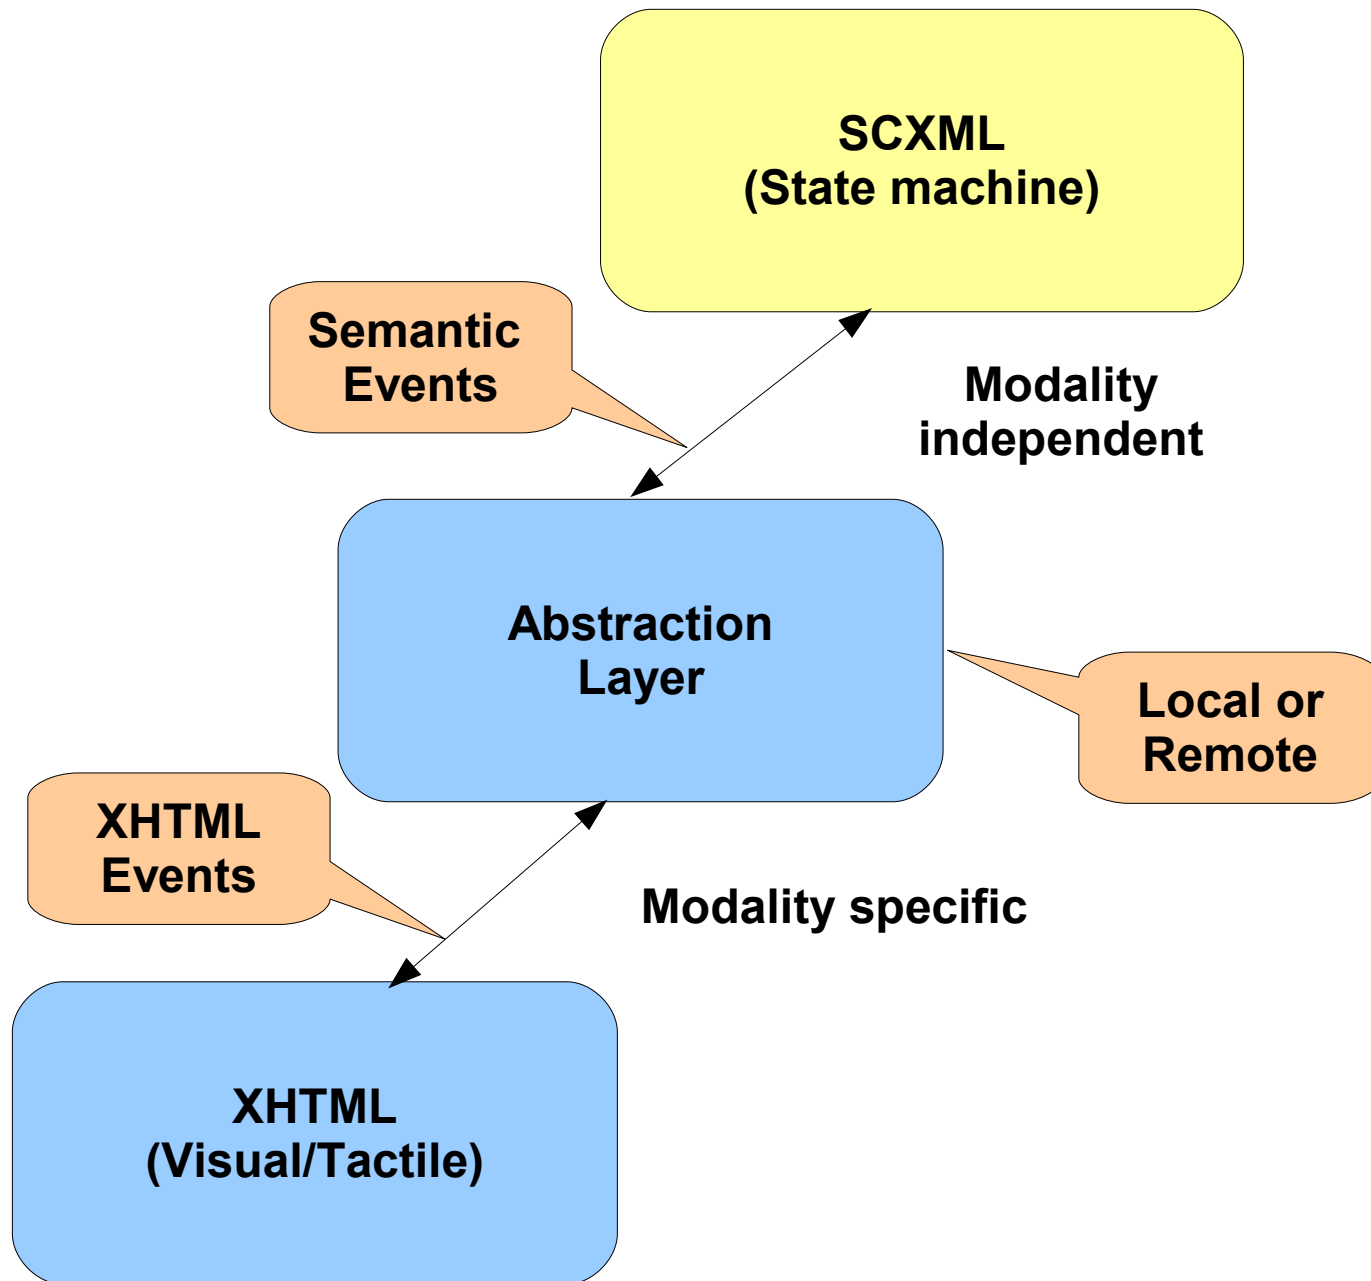 SCXML
(State machine)
Semantic
Events
Modality
independent
Abstraction
Layer
Local or
Remote
XHTML
Events
Modality specific
XHTML
(Visual/Tactile)